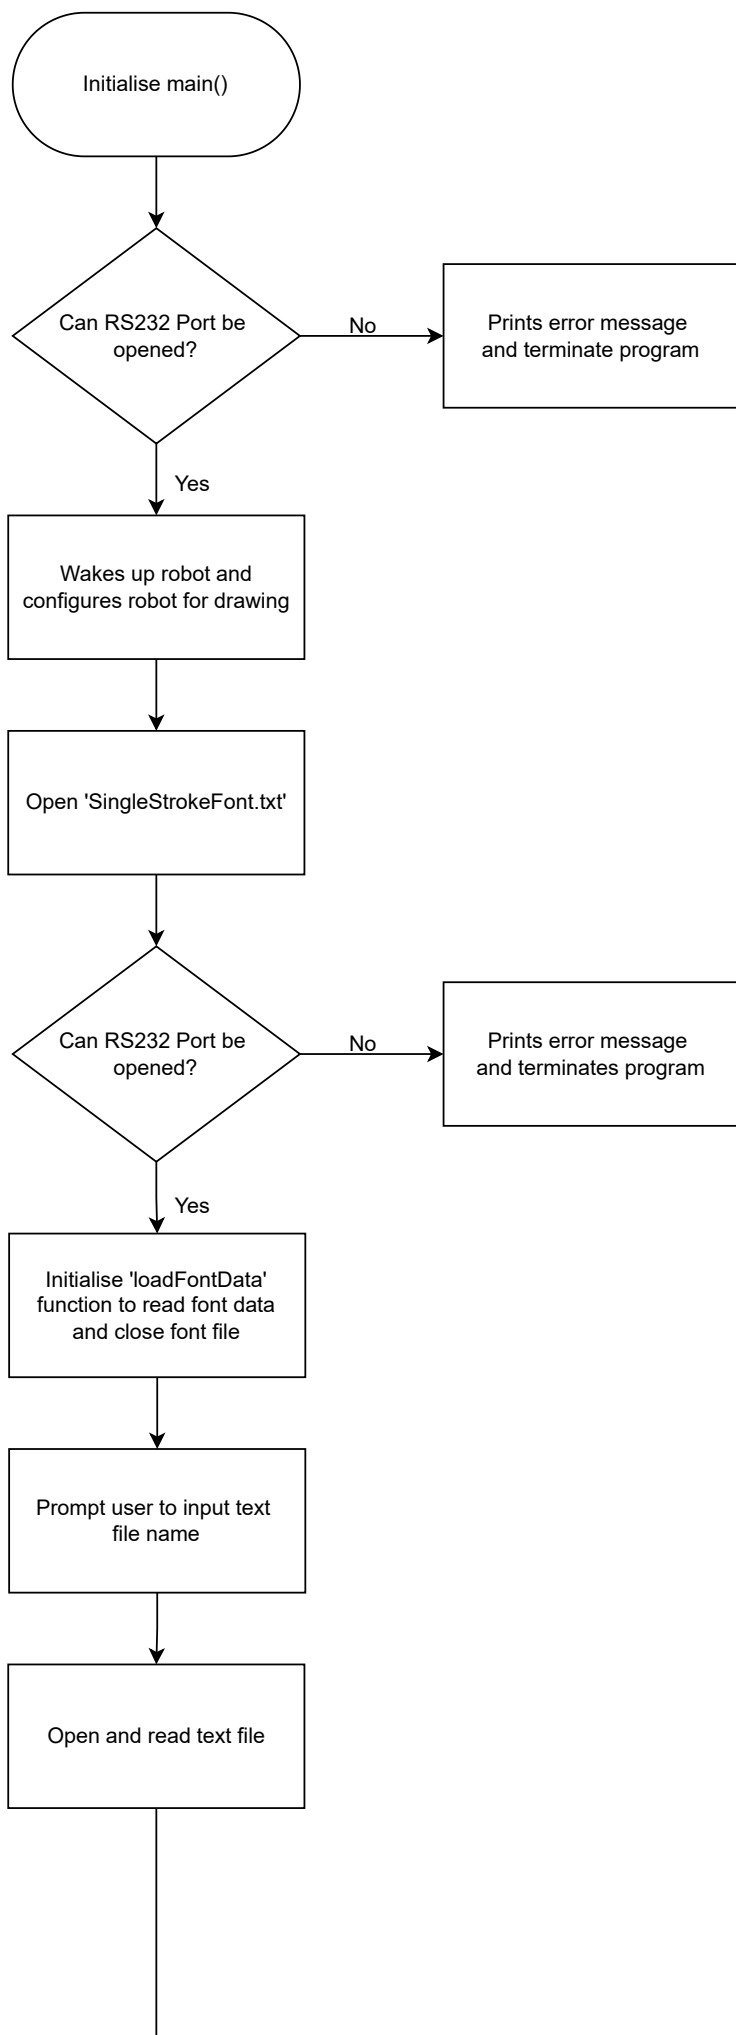 Initialise main()
Can RS232 Port be
opened?
No
Prints error message
and terminate program
Yes
Wakes up robot and
configures robot for drawing
Open 'SingleStrokeFont.txt'
Can RS232 Port be
opened?
No
Prints error message
and terminates program
Yes
Initialise 'loadFontData'
function to read font data
and close font file
Prompt user to input text
file name
Open and read text file